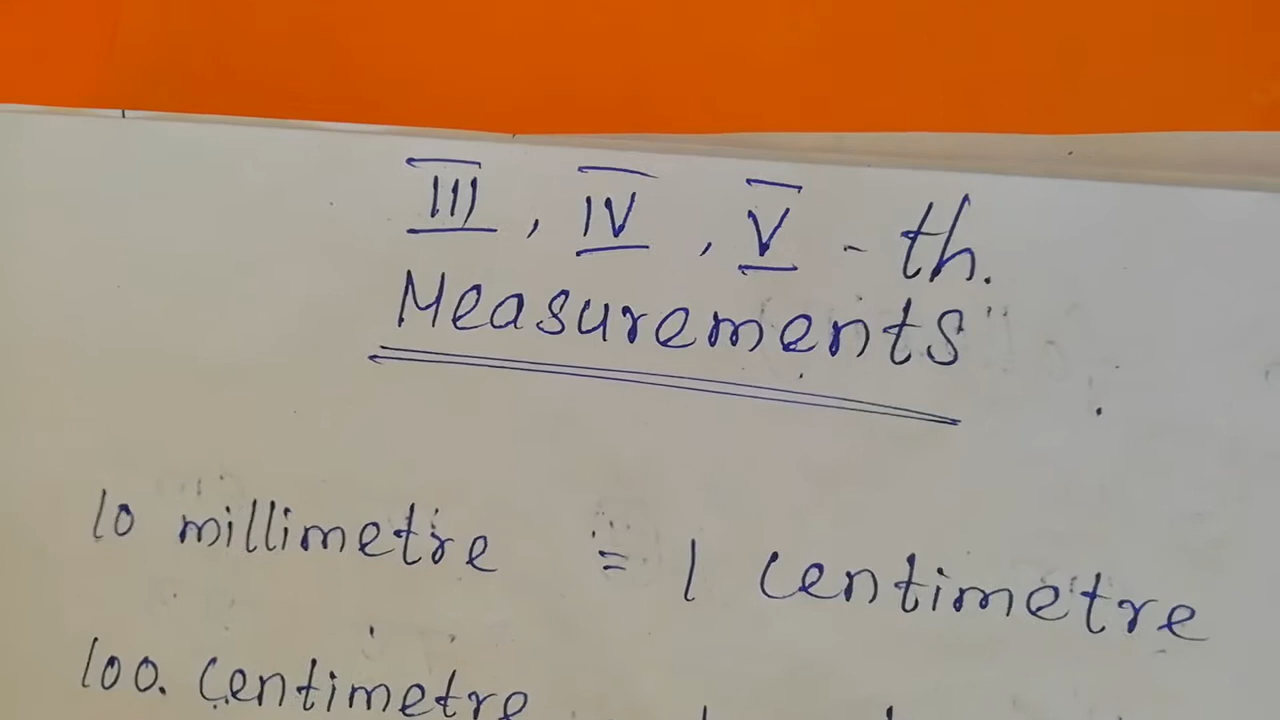 III, IV, V - th.
Measurements
10 millimetre = 1 centimetre
100. centimetre